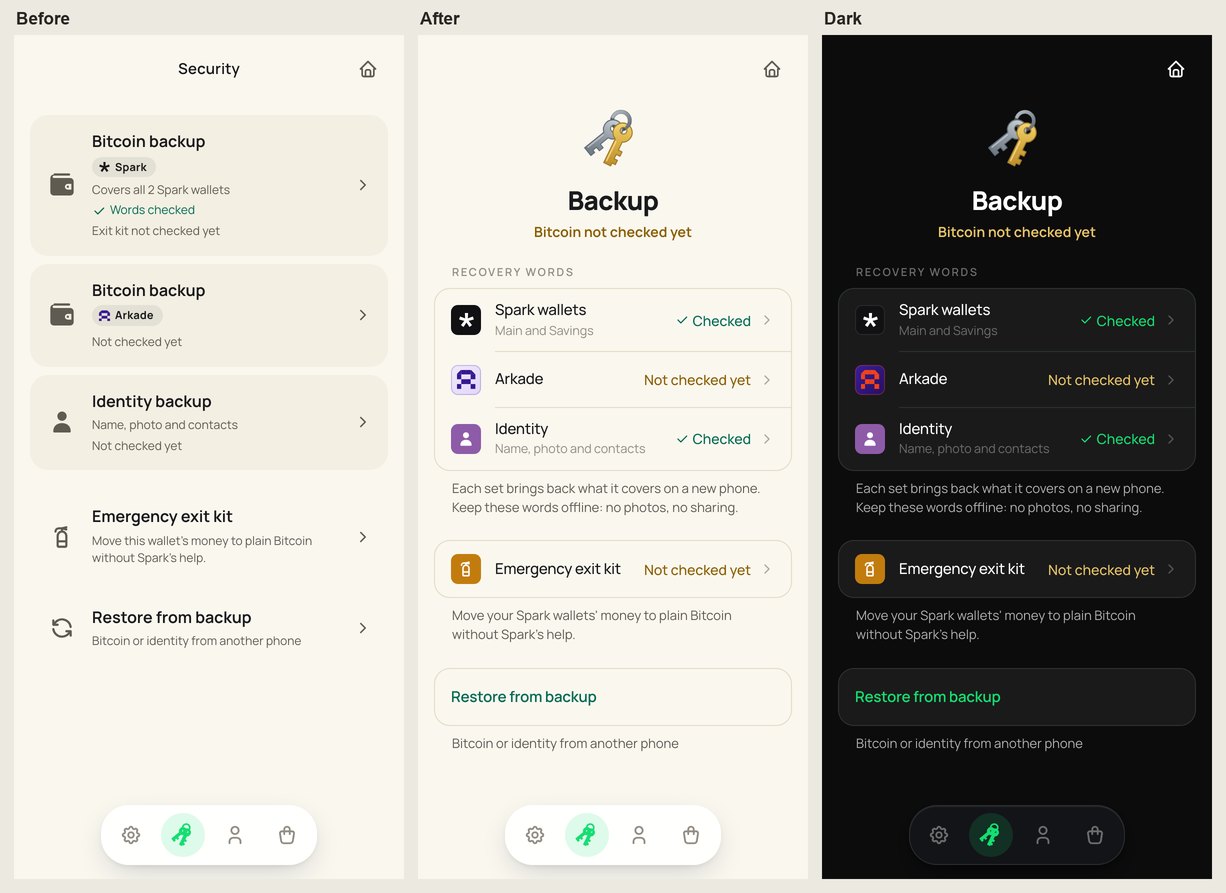 Before
Security
Bitcoin backup
Spark
Covers all 2 Spark wallets
Words checked
Exit kit not checked yet
Bitcoin backup
Arkade
Not checked yet
Identity backup
Name, photo and contacts
Not checked yet
Emergency exit kit
Move this wallet's money to plain Bitcoin
without Spark's help.
Restore from backup
Bitcoin or identity from another phone
After
Backup
Bitcoin not checked yet
RECOVERY WORDS
Spark wallets
Main and Savings
Checked
Arkade
Not checked yet
Identity
Name, photo and contacts
Checked
Each set brings back what it covers on a new phone.
Keep these words offline: no photos, no sharing.
Emergency exit kit
Not checked yet
Move your Spark wallets' money to plain Bitcoin
without Spark's help.
Restore from backup
Bitcoin or identity from another phone
Dark
Backup
Bitcoin not checked yet
RECOVERY WORDS
Spark wallets
Main and Savings
Checked
Arkade
Not checked yet
Identity
Name, photo and contacts
Checked
Each set brings back what it covers on a new phone.
Keep these words offline: no photos, no sharing.
Emergency exit kit
Not checked yet
Move your Spark wallets' money to plain Bitcoin
without Spark's help.
Restore from backup
Bitcoin or identity from another phone